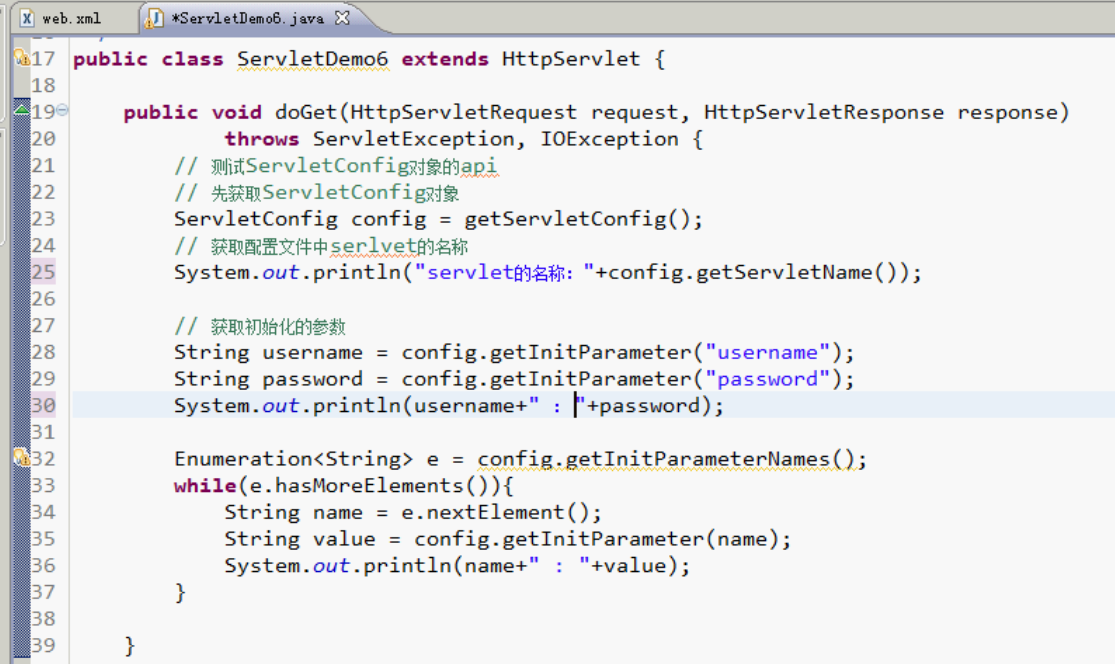 web.xml
*ServletDemo6.java
17 public class ServletDemo6 extends HttpServlet {
18
19 public void doGet(HttpServletRequest request, HttpServletResponse response)
20 throws ServletException, IOException {
21 // 测试ServletConfig对象的api
22 // 先获取ServletConfig对象
23 ServletConfig config = getServletConfig();
24 // 获取配置文件中serlvet的名称
25 System.out.println("servlet的名称："+config.getServletName());
26
27 // 获取初始化的参数
28 String username = config.getInitParameter("username");
29 String password = config.getInitParameter("password");
30 System.out.println(username+" : "+password);
31
32 Enumeration<String> e = config.getInitParameterNames();
33 while(e.hasMoreElements()){
34 String name = e.nextElement();
35 String value = config.getInitParameter(name);
36 System.out.println(name+" : "+value);
37 }
38
39 }